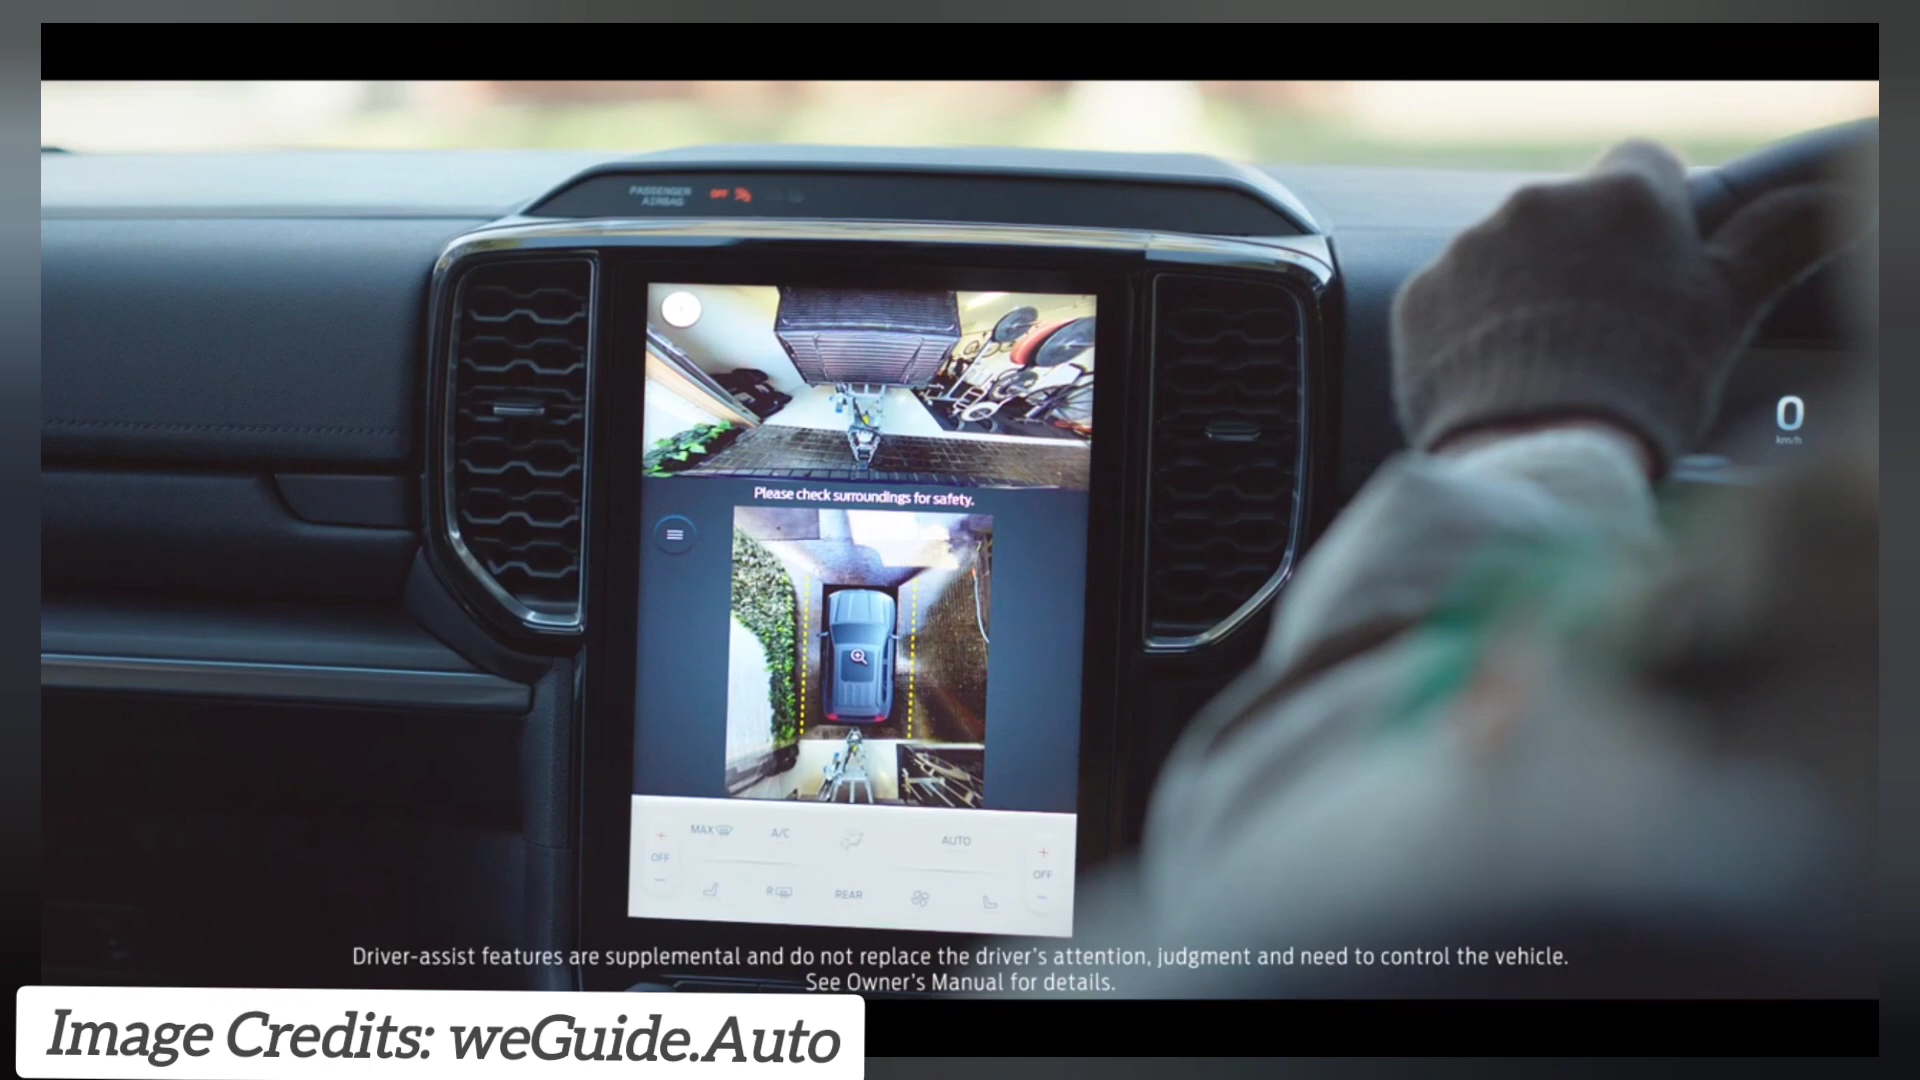 PASSENGER
AIRBAG
OFF
Please check surroundings for safety.
0
km/h
MAX
A/C
AUTO
OFF
OFF
R
REAR
Driver-assist features are supplemental and do not replace the driver's attention, judgment and need to control the vehicle.
See Owner's Manual for details.
Image Credits: weGuide.Auto